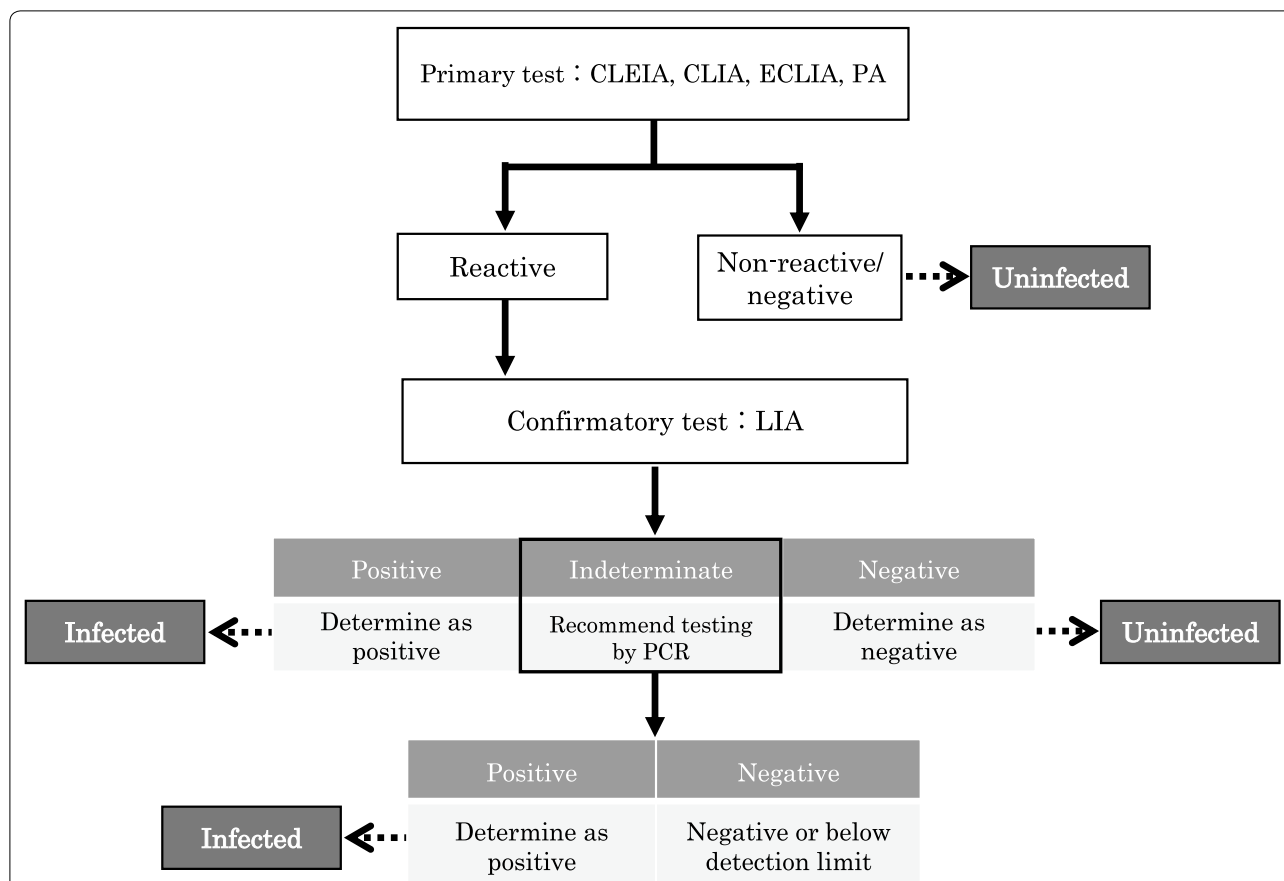 Primary test：CLEIA, CLIA, ECLIA, PA
Reactive
Non-reactive/
negative
Uninfected
Confirmatory test：LIA
Positive
Indeterminate
Negative
Infected
Determine as
positive
Recommend testing
by PCR
Determine as
negative
Uninfected
Positive
Negative
Infected
Determine as
positive
Negative or below
detection limit